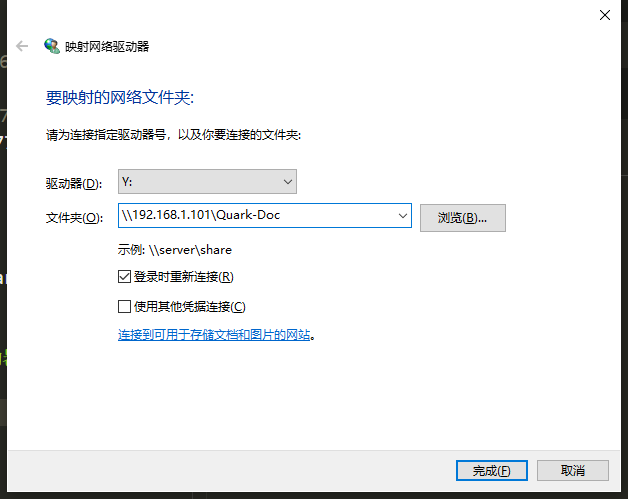 映射网络驱动器
要映射的网络文件夹:
请为连接指定驱动器号，以及你要连接的文件夹:
驱动器(D): Y:
文件夹(O): \\192.168.1.101\Quark-Doc 浏览(B)...
示例: \\server\share
登录时重新连接(R)
使用其他凭据连接(C)
连接到可用于存储文档和图片的网站。
完成(F) 取消